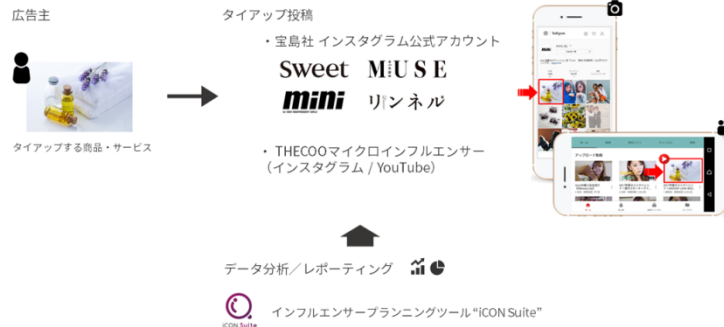 広告主
タイアップ投稿
・宝島社 インスタグラム公式アカウント
sweet MUSE
mini リンネル
タイアップする商品・サービス
・ THECOOマイクロインフルエンサー
(インスタグラム / YouTube)
データ分析／レポーティング
インフルエンサープランニングツール“iCON Suite”
iCON Suite